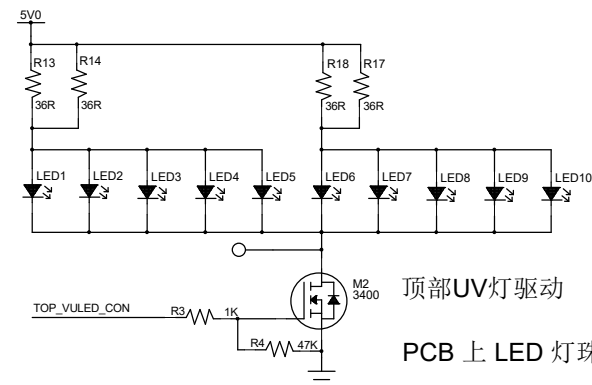 5V0
R13 R14 R18 R17
36R 36R 36R 36R
LED1 LED2 LED3 LED4 LED5 LED6 LED7 LED8 LED9 LED10
M2
3400
顶部UV灯驱动
TOP_VULED_CON R3 1K
R4 47K
PCB 上 LED 灯珠